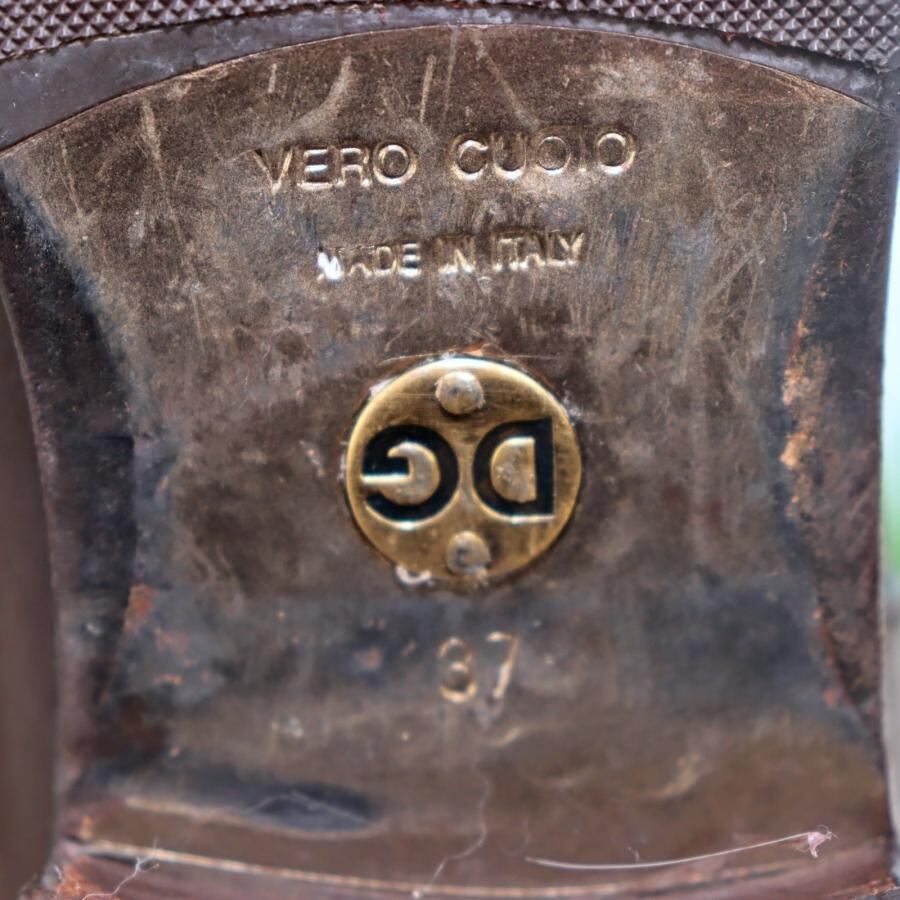 VERO CUOIO
MADE IN ITALY
DG
37